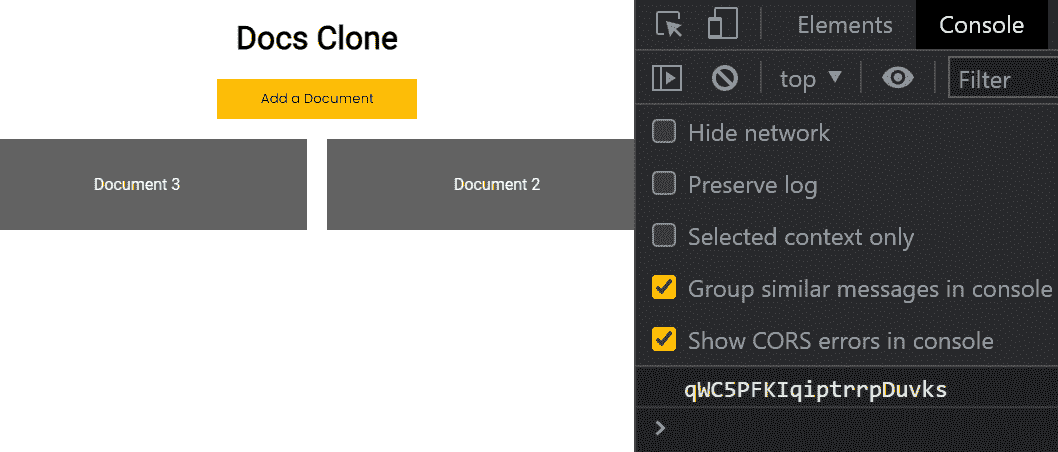 Docs Clone
Add a Document
Document 3
Document 2
Elements
Console
top
Filter
Hide network
Preserve log
Selected context only
Group similar messages in console
Show CORS errors in console
qWC5PFKIqiptrrpDuvks